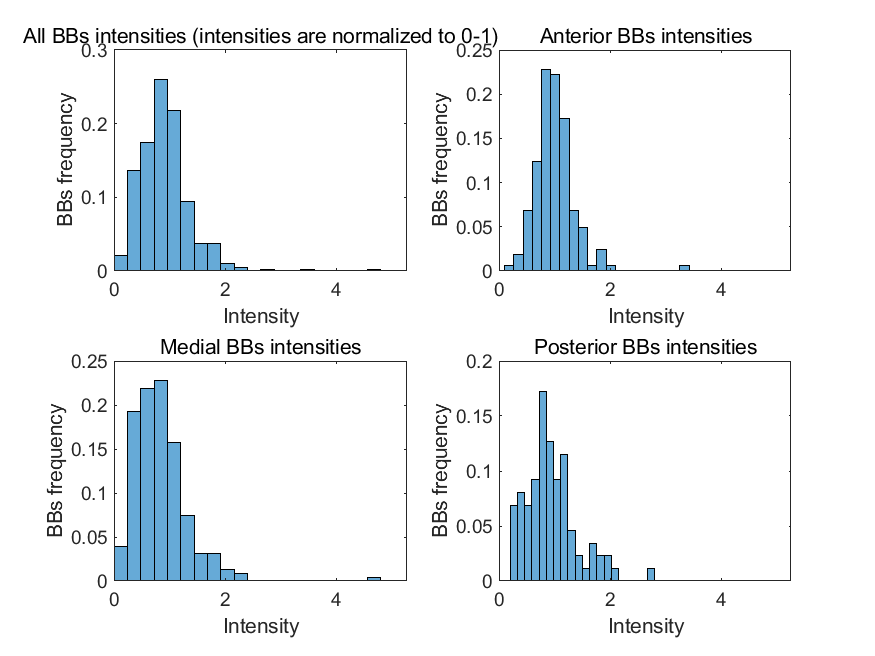 All BBs intensities (intensities are normalized to 0-1)
0.3
0.2
0.1
0
BBs frequency
0 2 4
Intensity
Anterior BBs intensities
0.25
0.2
0.15
0.1
0.05
0
BBs frequency
0 2 4
Intensity
Medial BBs intensities
0.25
0.2
0.15
0.1
0.05
0
BBs frequency
0 2 4
Intensity
Posterior BBs intensities
0.2
0.15
0.1
0.05
0
BBs frequency
0 2 4
Intensity